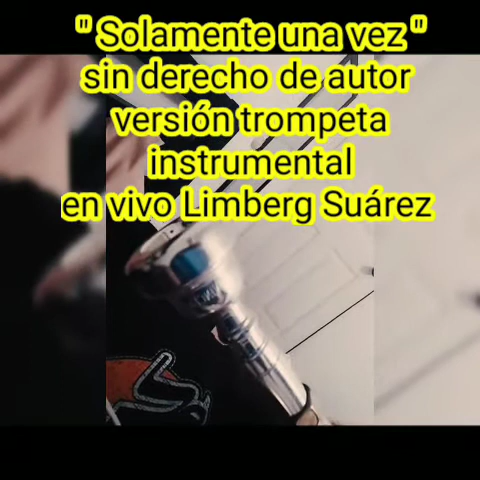 " Solamente una vez "
sin derecho de autor
versión trompeta
instrumental
en vivo Limberg Suárez